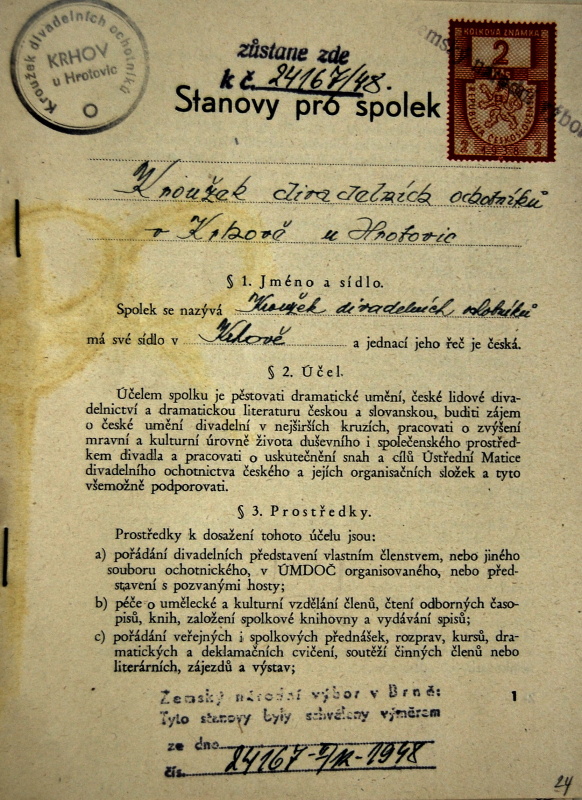 Kroužek divadelních ochotníků
KRHOV
u Hrotovic
zůstane zde
k č. 24167/48.
KOLKOVÁ ZNÁMKA
2
REPUBLIKA ČESKOSLOVENSKÁ
2 2
Stanovy pro spolek
Kroužek divadelních ochotníků
v Krhově u Hrotovic
§ 1. Jméno a sídlo.
Spolek se nazývá Kroužek divadelních ochotníků
má své sídlo v Krhově a jednací jeho řeč je česká.
§ 2. Účel.
Účelem spolku je pěstovati dramatické umění, české lidové diva-
delnictví a dramatickou literaturu českou a slovanskou, buditi zájem
o české umění divadelní v nejširších kruzích, pracovati o zvýšení
mravní a kulturní úrovně života duševního i společenského prostřed-
kem divadla a pracovati o uskutečnění snah a cílů Ústřední Matice
divadelního ochotnictva českého a jejích organisačních složek a tyto
všemožně podporovati.
§ 3. Prostředky.
Prostředky k dosažení tohoto účelu jsou:
a) pořádání divadelních představení vlastním členstvem, nebo jiného
souboru ochotnického, v ÚMDOČ organisovaného, nebo před-
stavení s pozvanými hosty;
b) péče o umělecké a kulturní vzdělání členů, čtení odborných časo-
pisů, knih, založení spolkové knihovny a vydávání spisů;
c) pořádání veřejných i spolkových přednášek, rozprav, kursů, dra-
matických a deklamačních cvičení, soutěží činných členů nebo
literárních, zájezdů a výstav;
Zemský národní výbor v Brně:
Tyto stanovy byly schváleny výměrem
ze dne
čís. 24167-I/12-1948
1
24